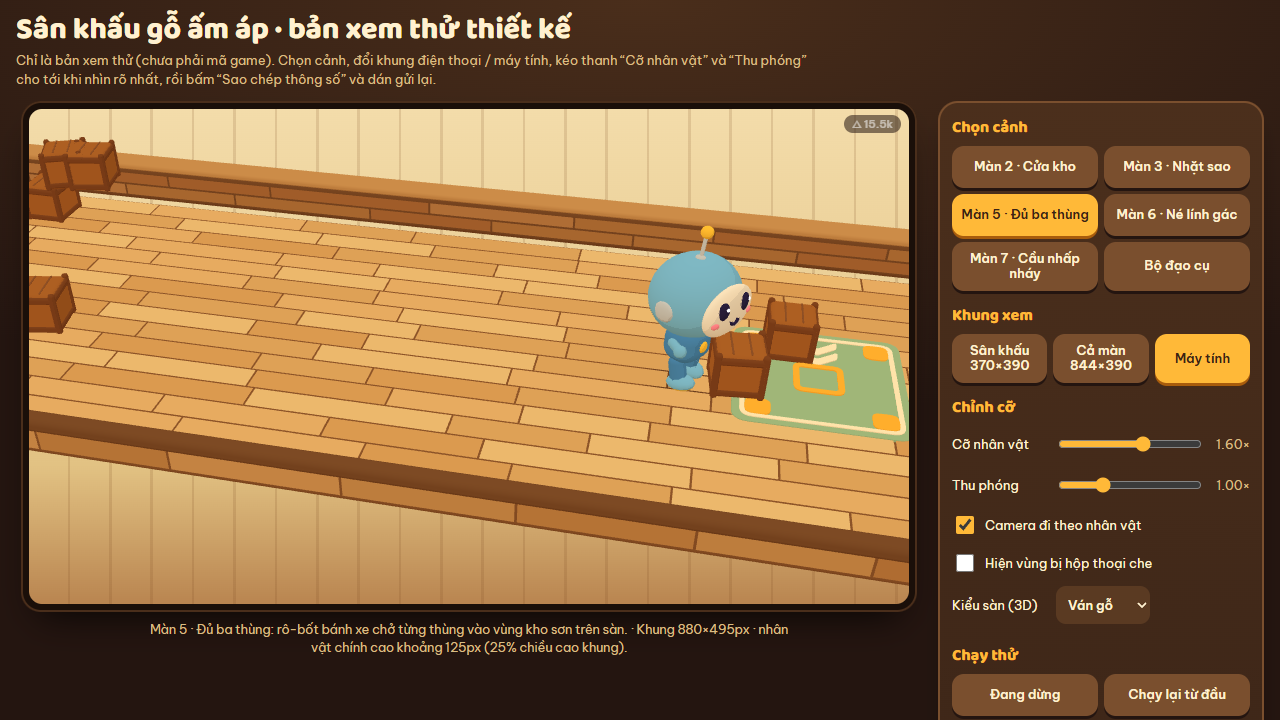 Sân khấu gỗ ấm áp · bản xem thử thiết kế
Chỉ là bản xem thử (chưa phải mã game). Chọn cảnh, đổi khung điện thoại / máy tính, kéo thanh “Cỡ nhân vật” và “Thu phóng”
cho tới khi nhìn rõ nhất, rồi bấm “Sao chép thông số” và dán gửi lại.
△ 15.5k
Màn 5 · Đủ ba thùng: rô-bốt bánh xe chở từng thùng vào vùng kho sơn trên sàn. · Khung 880×495px · nhân
vật chính cao khoảng 125px (25% chiều cao khung).
Chọn cảnh
Màn 2 · Cửa kho
Màn 3 · Nhặt sao
Màn 5 · Đủ ba thùng
Màn 6 · Né lính gác
Màn 7 · Cầu nhấp
nháy
Bộ đạo cụ
Khung xem
Sân khấu
370×390
Cả màn
844×390
Máy tính
Chỉnh cỡ
Cỡ nhân vật
1.60×
Thu phóng
1.00×
Camera đi theo nhân vật
Hiện vùng bị hộp thoại che
Kiểu sàn (3D)
Ván gỗ
Chạy thử
Đang dừng
Chạy lại từ đầu